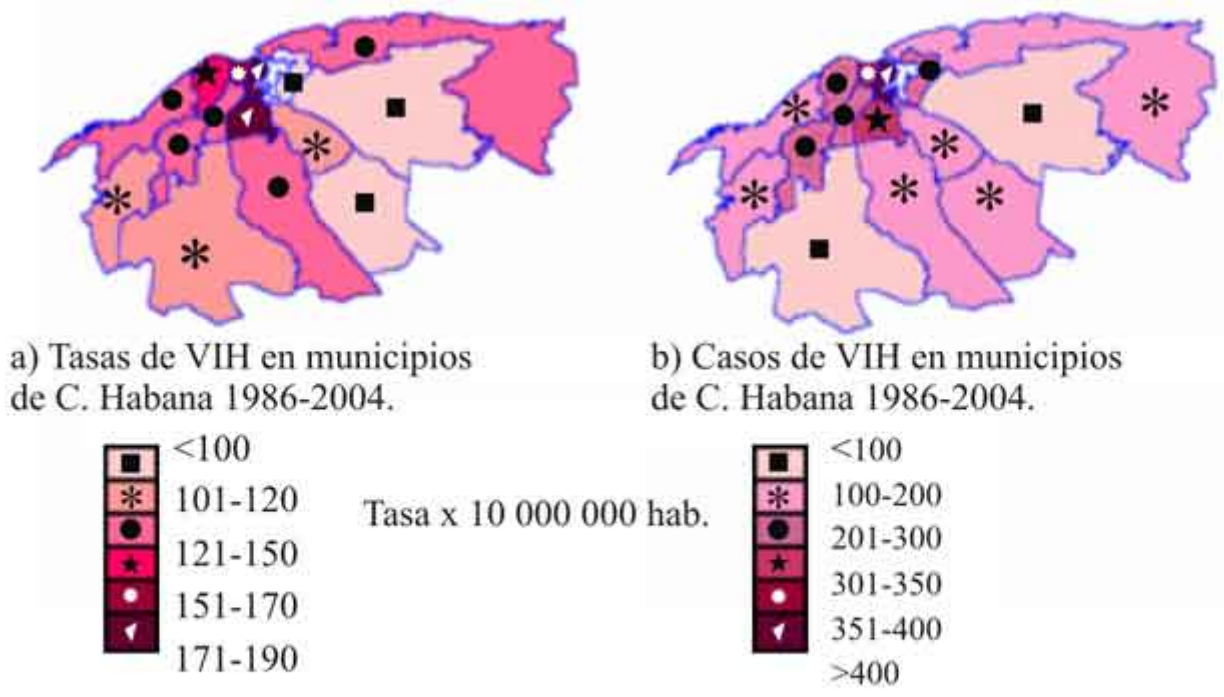 a) Tasas de VIH en municipios
de C. Habana 1986-2004.
<100
101-120
121-150
151-170
171-190
Tasa x 10 000 000 hab.
b) Casos de VIH en municipios
de C. Habana 1986-2004.
<100
100-200
201-300
301-350
351-400
>400